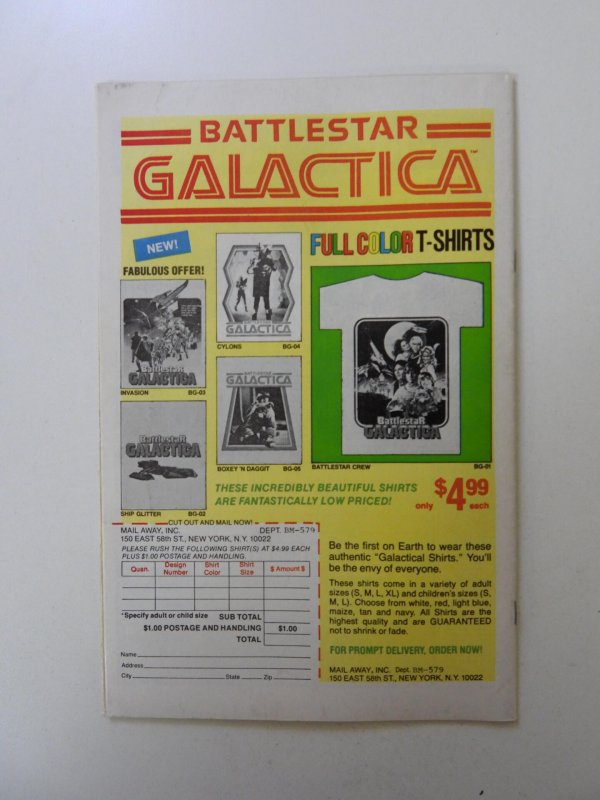 BATTLESTAR
GALACTICA™
NEW!
FABULOUS OFFER!
FULL COLOR T-SHIRTS
Battlestar
GALACTICA
INVASION BG-03
BATTLESTAR
GALACTICA
CYLONS BG-04
BattlestaR
GALACTICA
SHIP GLITTER BG-02
BATTLESTAR
GALACTICA
BOXEY 'N DAGGIT BG-05
BattlestaR
GALACTICA
BATTLESTAR CREW BG-01
THESE INCREDIBLY BEAUTIFUL SHIRTS
ARE FANTASTICALLY LOW PRICED!
only $4.99 each
CUT OUT AND MAIL NOW!
MAIL AWAY, INC. DEPT. BM-579
150 EAST 58th ST., NEW YORK, N.Y. 10022
PLEASE RUSH THE FOLLOWING SHIRT(S) AT $4.99 EACH
PLUS $1.00 POSTAGE AND HANDLING.
Quan. Design Number Shirt Color Shirt Size $ Amount $
*Specify adult or child size SUB TOTAL
$1.00 POSTAGE AND HANDLING $1.00
TOTAL
Name
Address
City State Zip
Be the first on Earth to wear these
authentic "Galactical Shirts." You'll
be the envy of everyone.
These shirts come in a variety of adult
sizes (S, M, L, XL) and children's sizes (S,
M, L). Choose from white, red, light blue,
maize, tan and navy. All Shirts are the
highest quality and are GUARANTEED
not to shrink or fade.
FOR PROMPT DELIVERY, ORDER NOW!
MAIL AWAY, INC. Dept. BM-579
150 EAST 58th ST., NEW YORK, N.Y. 10022